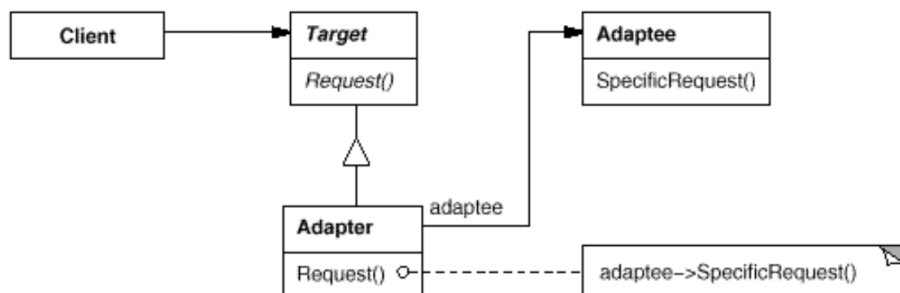 Client
Target
Request()
Adaptee
SpecificRequest()
adaptee
Adapter
Request()
adaptee->SpecificRequest()